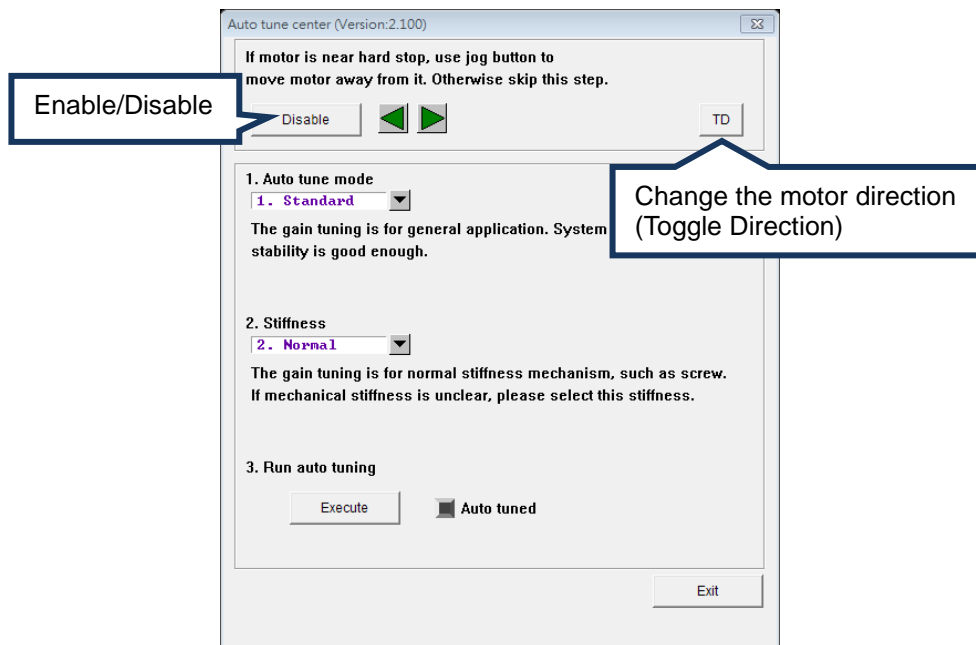 Auto tune center (Version:2.100)
If motor is near hard stop, use jog button to
move motor away from it. Otherwise skip this step.
Enable/Disable
Disable
TD
Change the motor direction
(Toggle Direction)
1. Auto tune mode
1. Standard
The gain tuning is for general application. System
stability is good enough.
2. Stiffness
2. Normal
The gain tuning is for normal stiffness mechanism, such as screw.
If mechanical stiffness is unclear, please select this stiffness.
3. Run auto tuning
Execute
Auto tuned
Exit